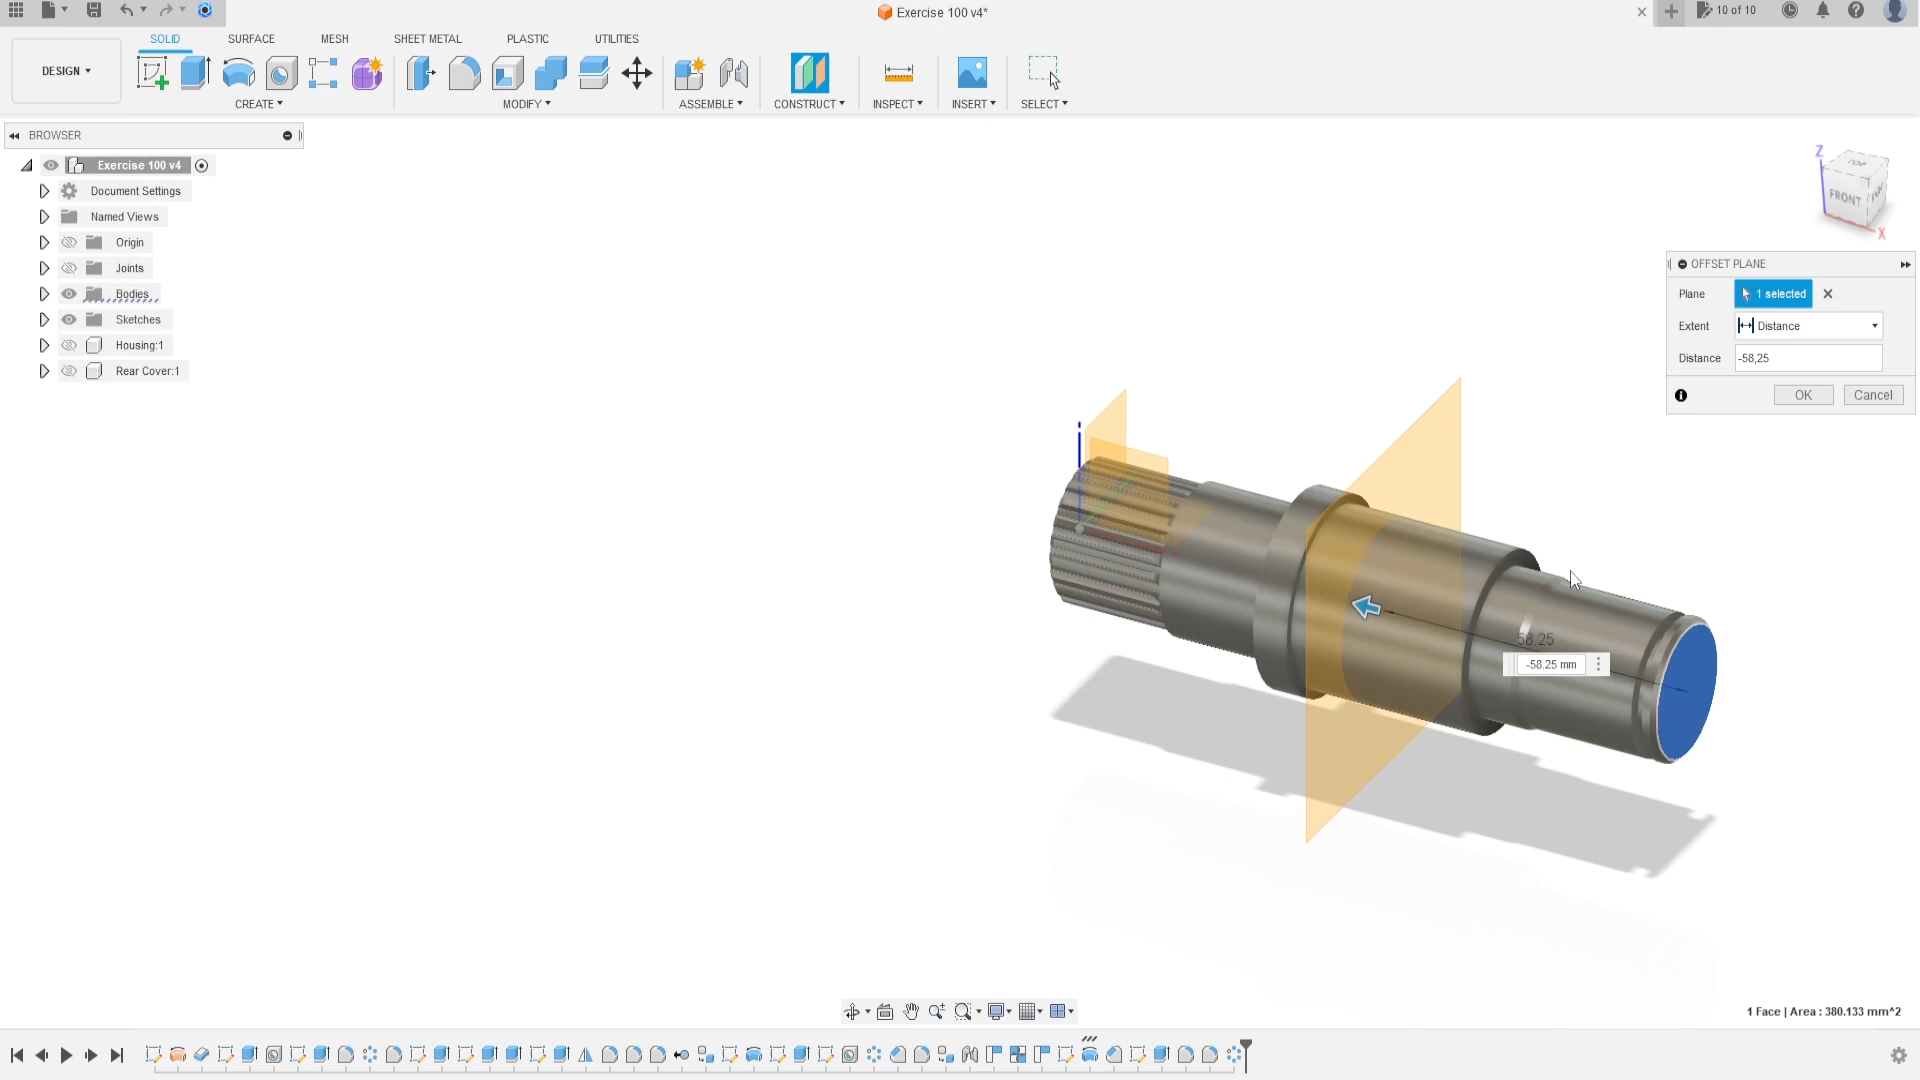 Exercise 100 v4*
10 of 10
SOLID SURFACE MESH SHEET METAL PLASTIC UTILITIES
DESIGN
CREATE MODIFY ASSEMBLE CONSTRUCT INSPECT INSERT SELECT
BROWSER
Exercise 100 v4
Document Settings
Named Views
Origin
Joints
Bodies
Sketches
Housing:1
Rear Cover:1
Z
TOP
FRONT
X
OFFSET PLANE
Plane 1 selected
Extent Distance
Distance -58,25
OK Cancel
58.25
-58.25 mm
1 Face | Area : 380.133 mm^2